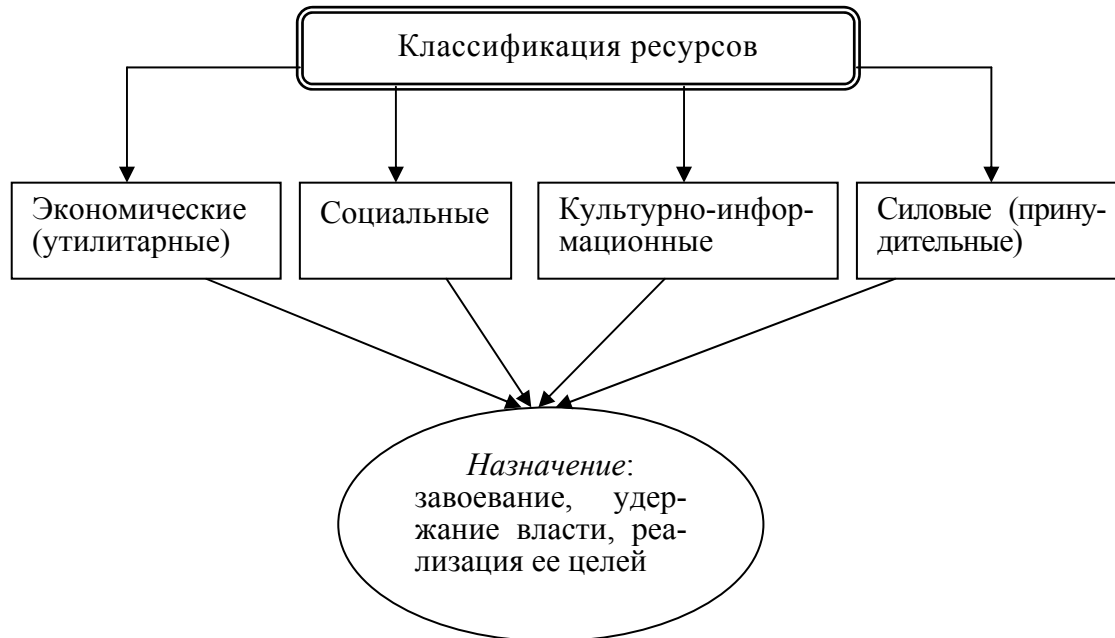 Классификация ресурсов
Экономические
(утилитарные)
Социальные
Культурно-инфор-
мационные
Силовые (прину-
дительные)
Назначение:
завоевание, удер-
жание власти, реа-
лизация ее целей